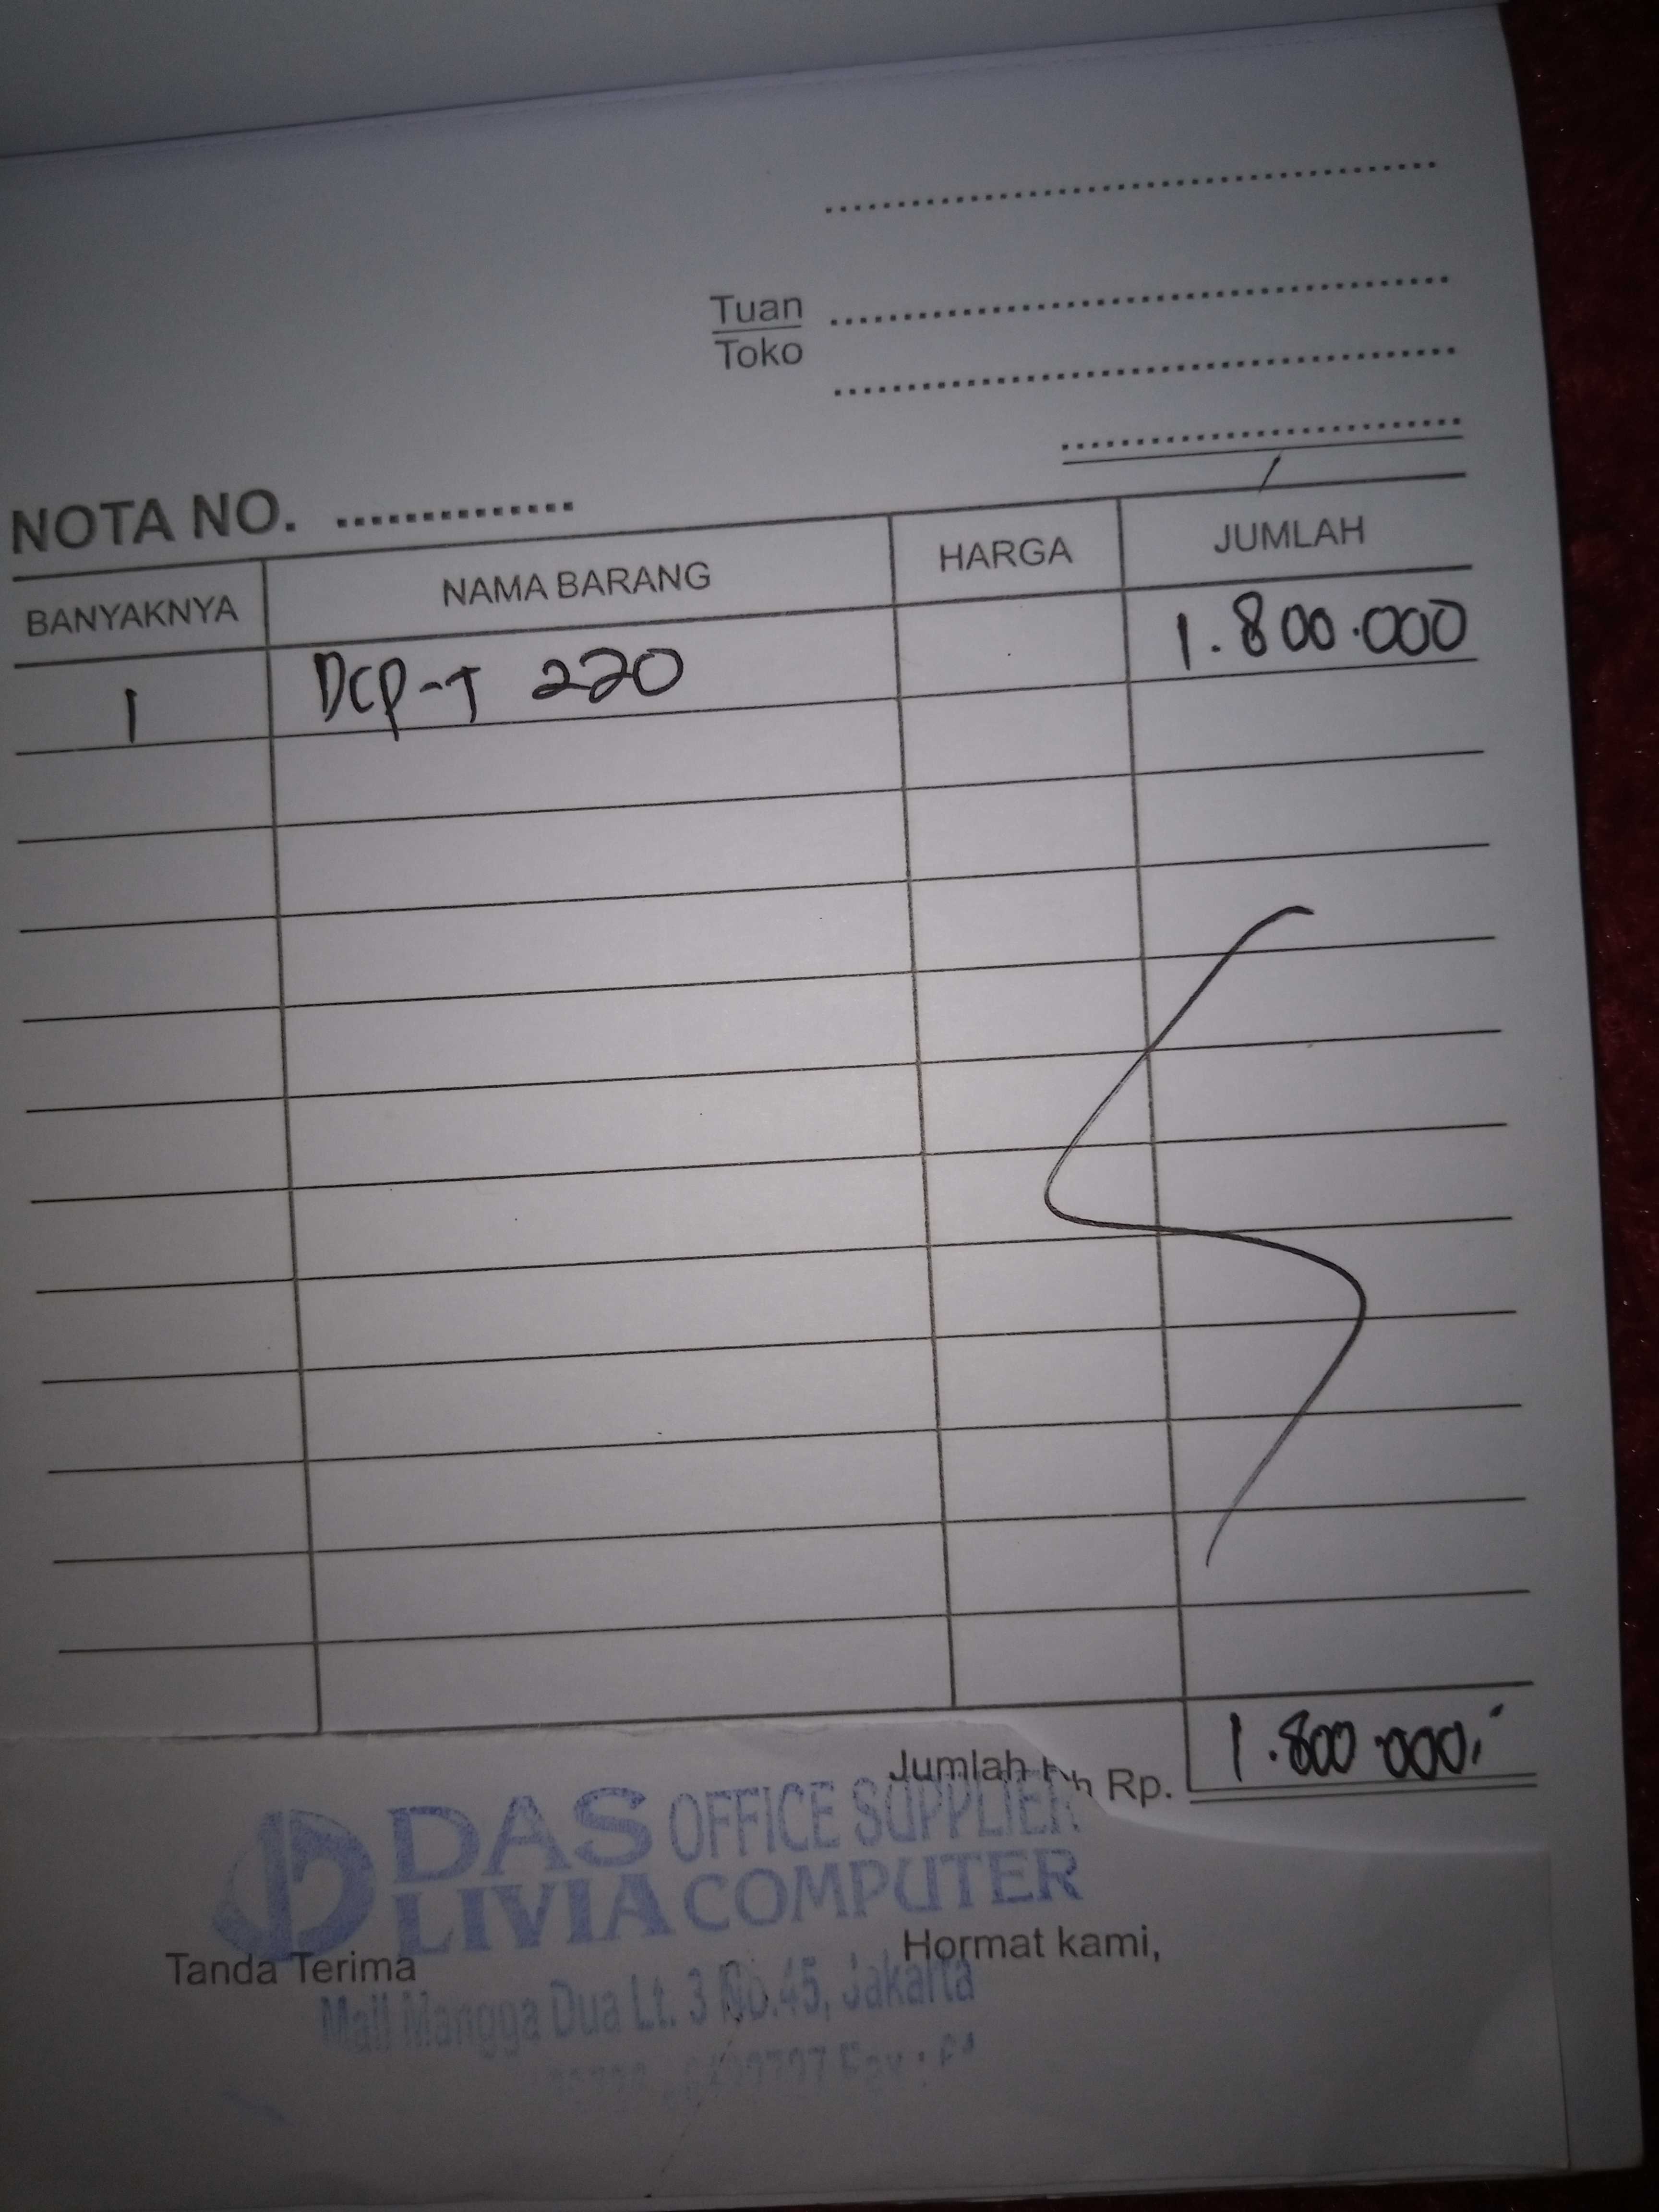 Tuan
Toko
NOTA NO. ..............
BANYAKNYA NAMA BARANG HARGA JUMLAH
1 DCP-T 220 1.800.000
Jumlah h Rp. 1.800.000,-
DAS OFFICE SUPPLIER
LIVIA COMPUTER
Tanda Terima Hormat kami,
Mall Mangga Dua Lt. 3 No.45, Jakarta